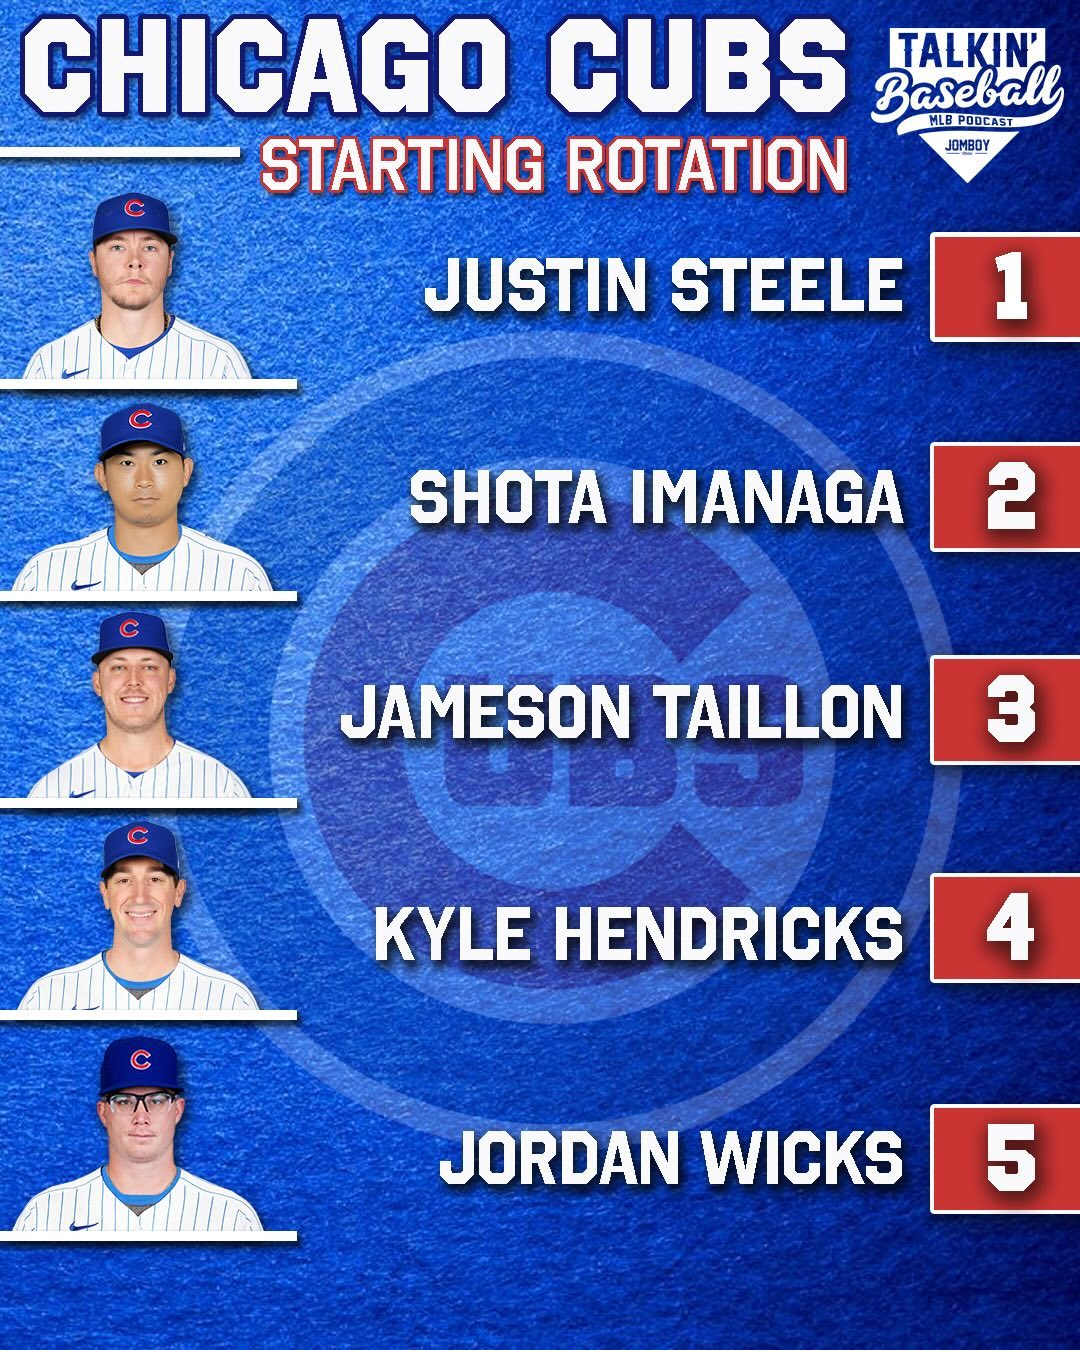 CHICAGO CUBS
STARTING ROTATION
TALKIN'
Baseball
MLB PODCAST
JOMBOY
C
JUSTIN STEELE
1
C
SHOTA IMANAGA
2
C
JAMESON TAILLON
3
CUBS
C
KYLE HENDRICKS
4
C
JORDAN WICKS
5